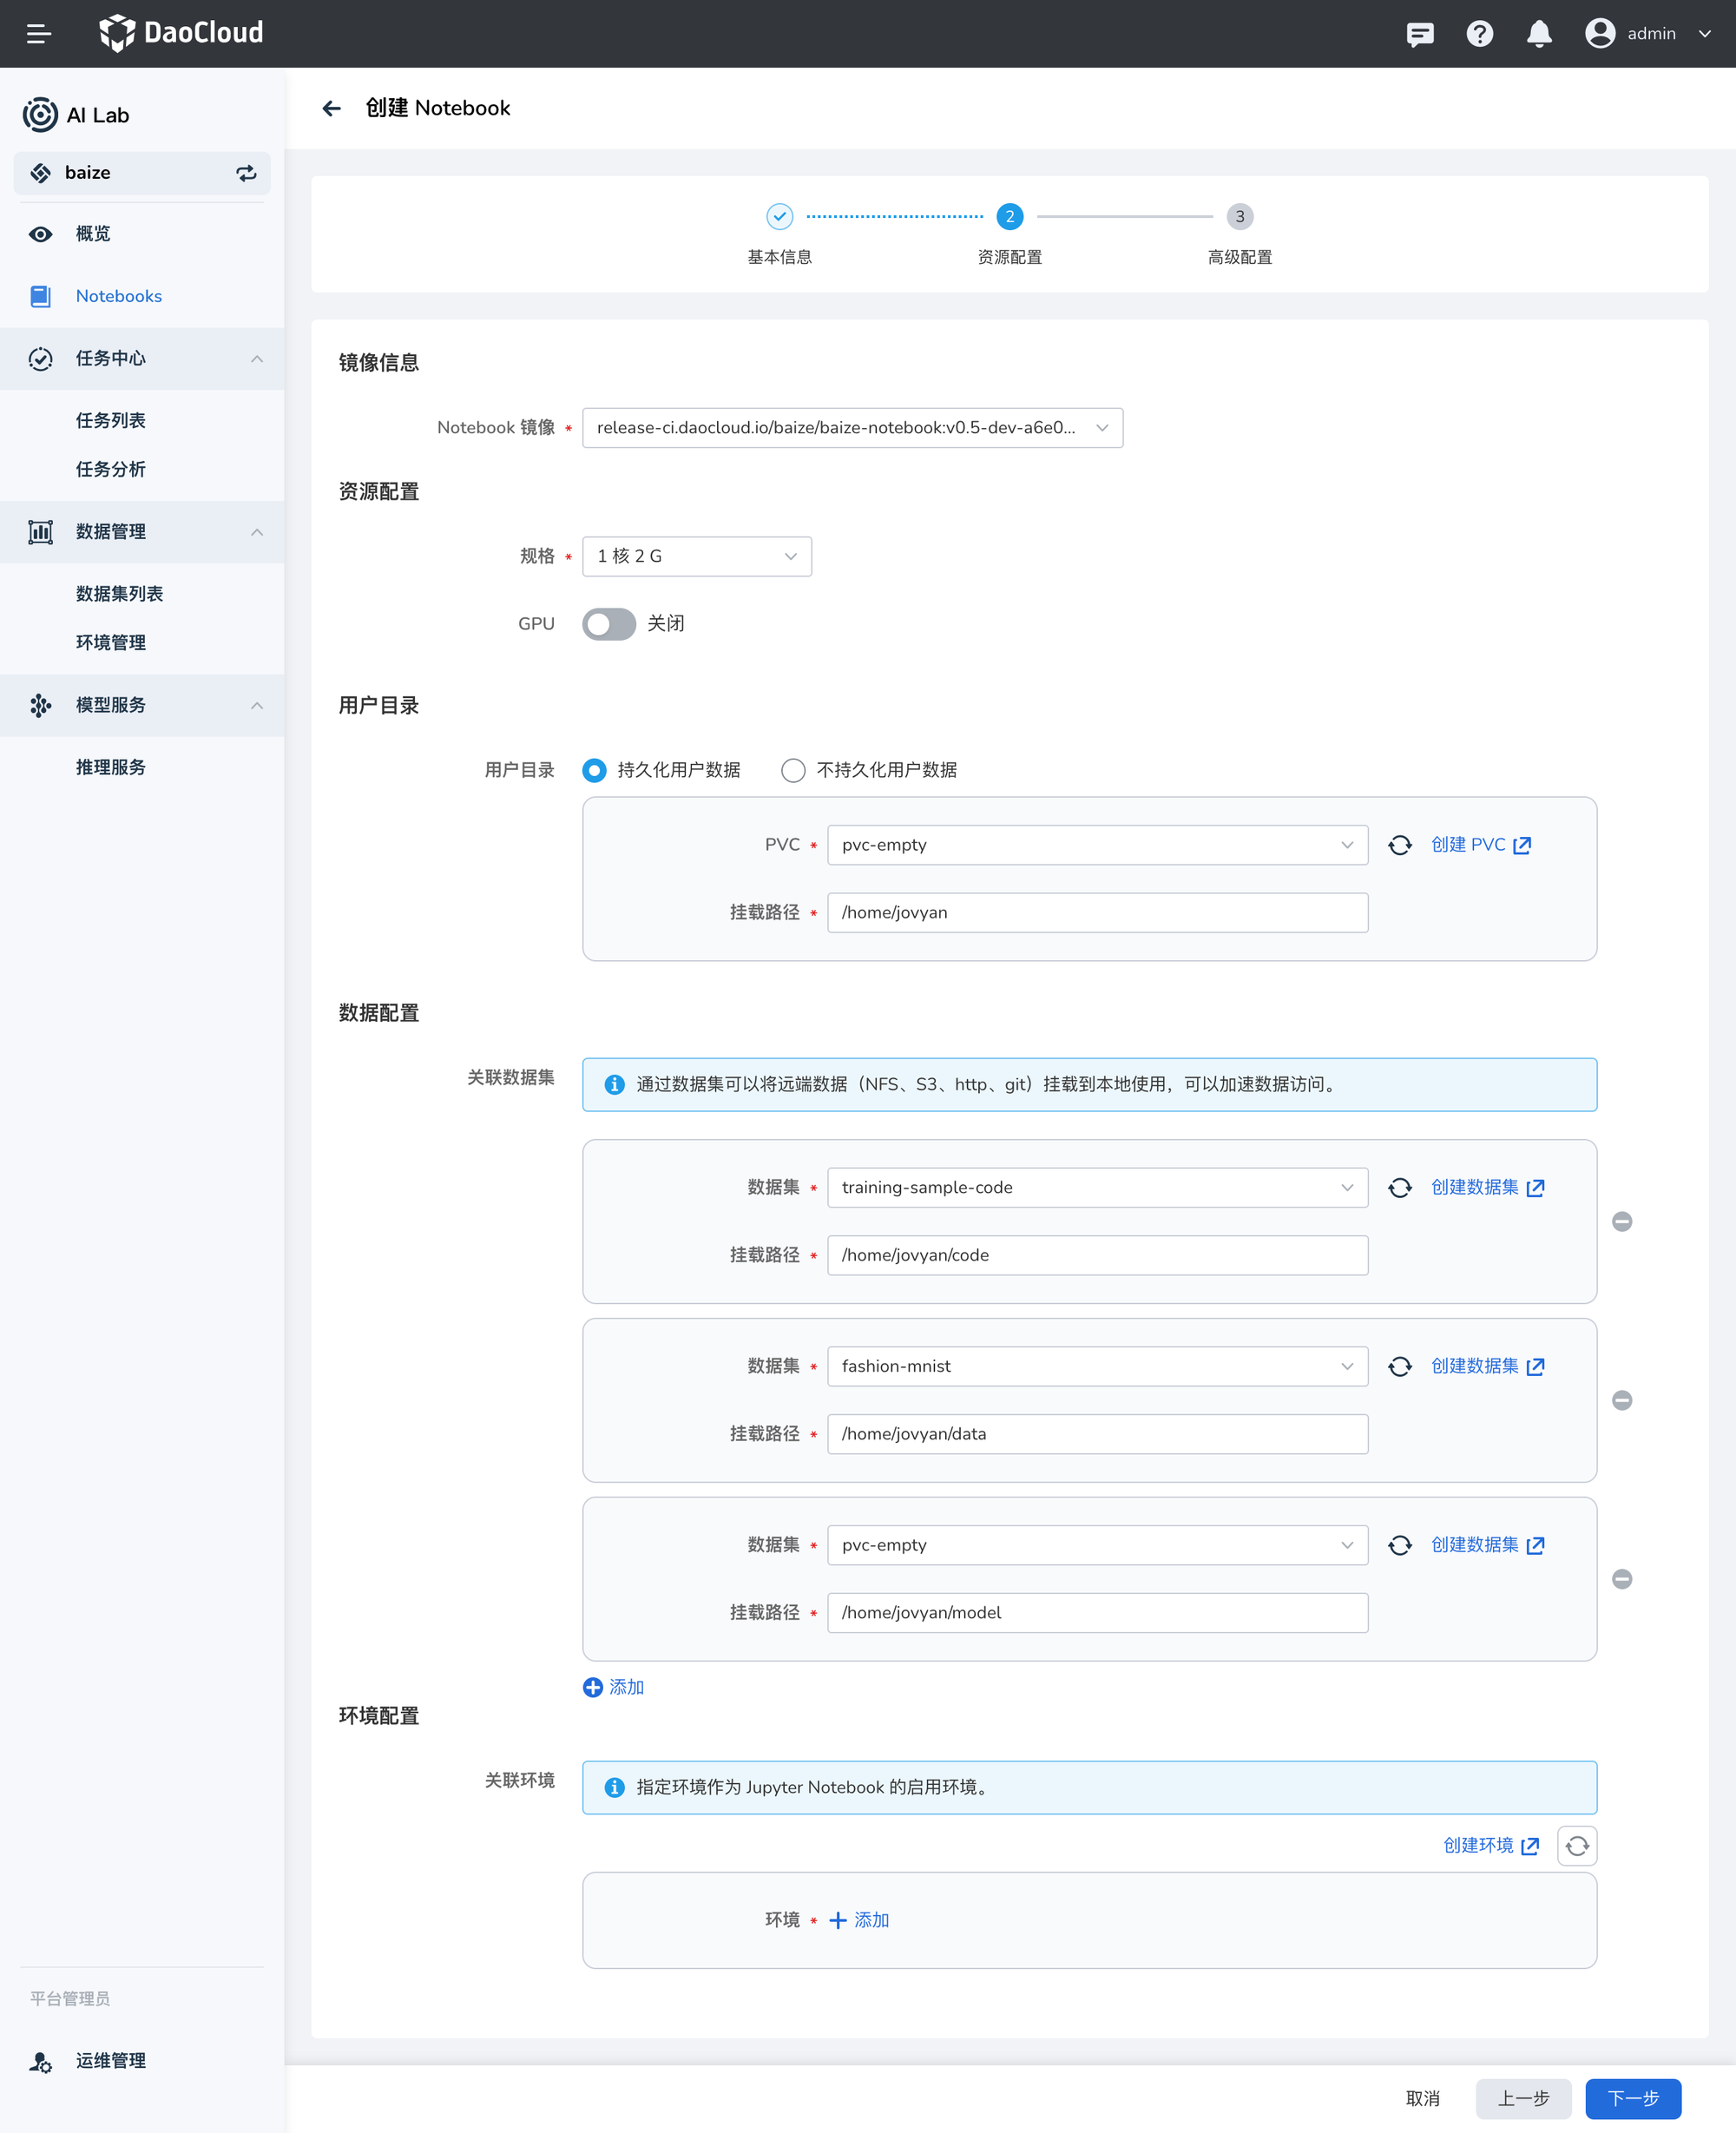 DaoCloud
admin
AI Lab
baize
概览
Notebooks
任务中心
任务列表
任务分析
数据管理
数据集列表
环境管理
模型服务
推理服务
平台管理员
运维管理
创建 Notebook
2 3
基本信息 资源配置 高级配置
镜像信息
Notebook 镜像 * release-ci.daocloud.io/baize/baize-notebook:v0.5-dev-a6e0...
资源配置
规格 * 1 核 2 G
GPU 关闭
用户目录
用户目录 持久化用户数据 不持久化用户数据
PVC * pvc-empty 创建 PVC
挂载路径 * /home/jovyan
数据配置
关联数据集 通过数据集可以将远端数据（NFS、S3、http、git）挂载到本地使用，可以加速数据访问。
数据集 * training-sample-code 创建数据集
挂载路径 * /home/jovyan/code
数据集 * fashion-mnist 创建数据集
挂载路径 * /home/jovyan/data
数据集 * pvc-empty 创建数据集
挂载路径 * /home/jovyan/model
添加
环境配置
关联环境 指定环境作为 Jupyter Notebook 的启用环境。
创建环境
环境 * 添加
取消 上一步 下一步